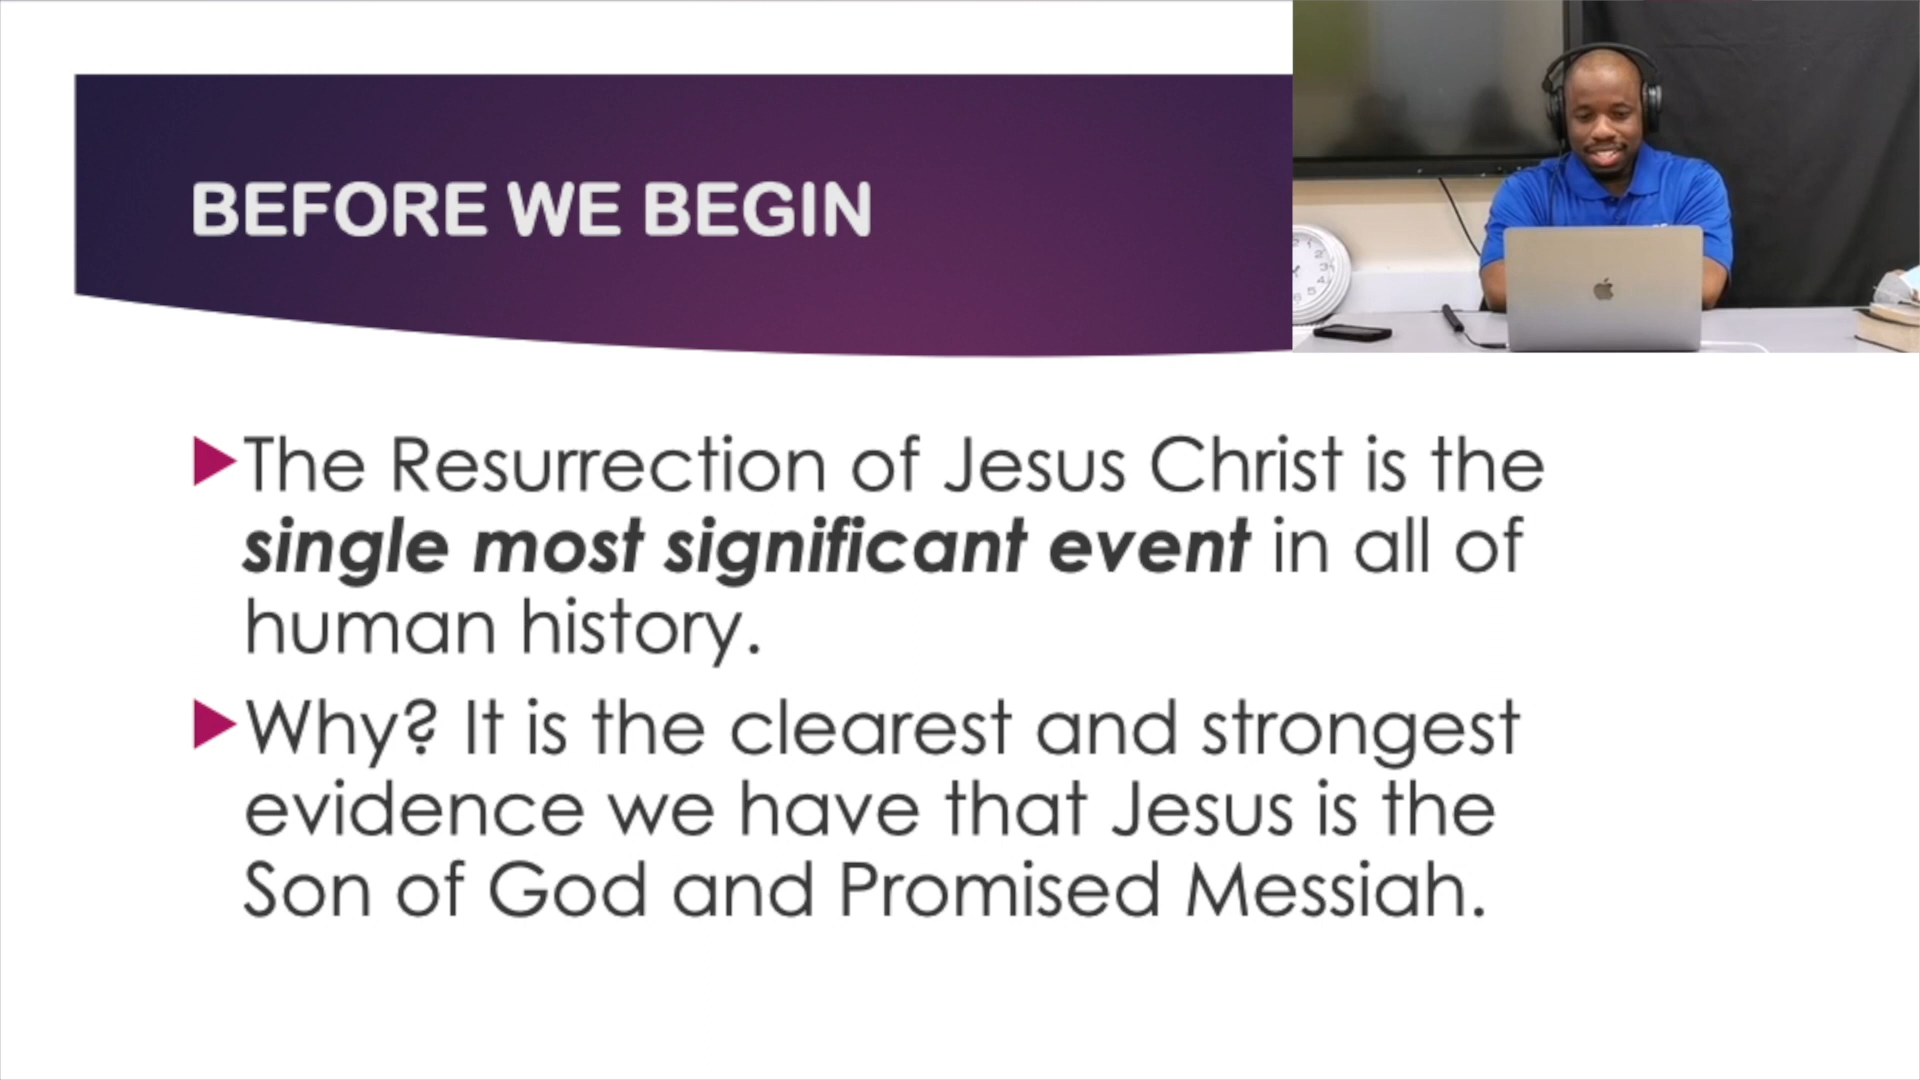 BEFORE WE BEGIN
The Resurrection of Jesus Christ is the
single most significant event in all of
human history.
Why? It is the clearest and strongest
evidence we have that Jesus is the
Son of God and Promised Messiah.